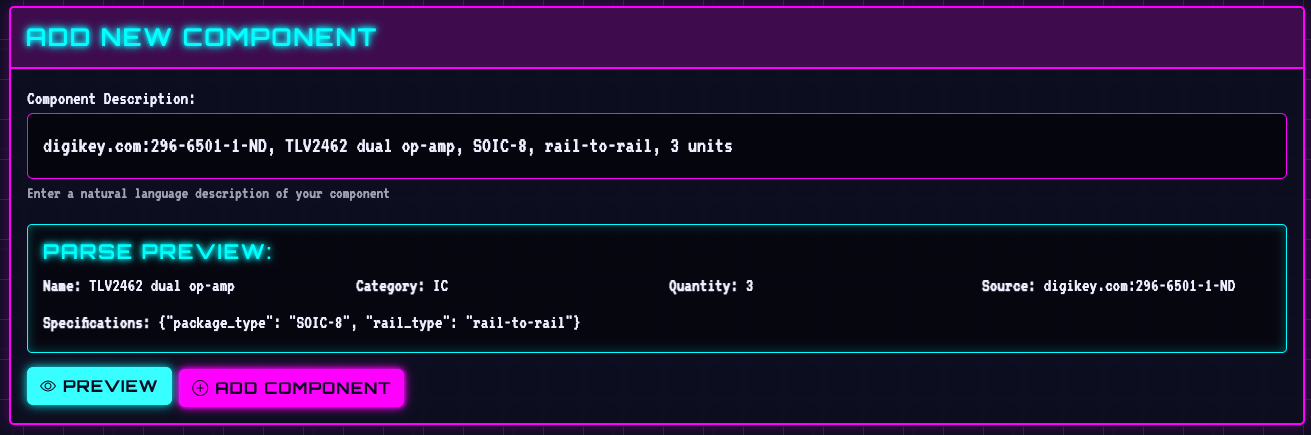 ADD NEW COMPONENT
Component Description:
digikey.com:296-6501-1-ND, TLV2462 dual op-amp, SOIC-8, rail-to-rail, 3 units
Enter a natural language description of your component
PARSE PREVIEW:
Name: TLV2462 dual op-amp Category: IC Quantity: 3 Source: digikey.com:296-6501-1-ND
Specifications: {"package_type": "SOIC-8", "rail_type": "rail-to-rail"}
PREVIEW ADD COMPONENT